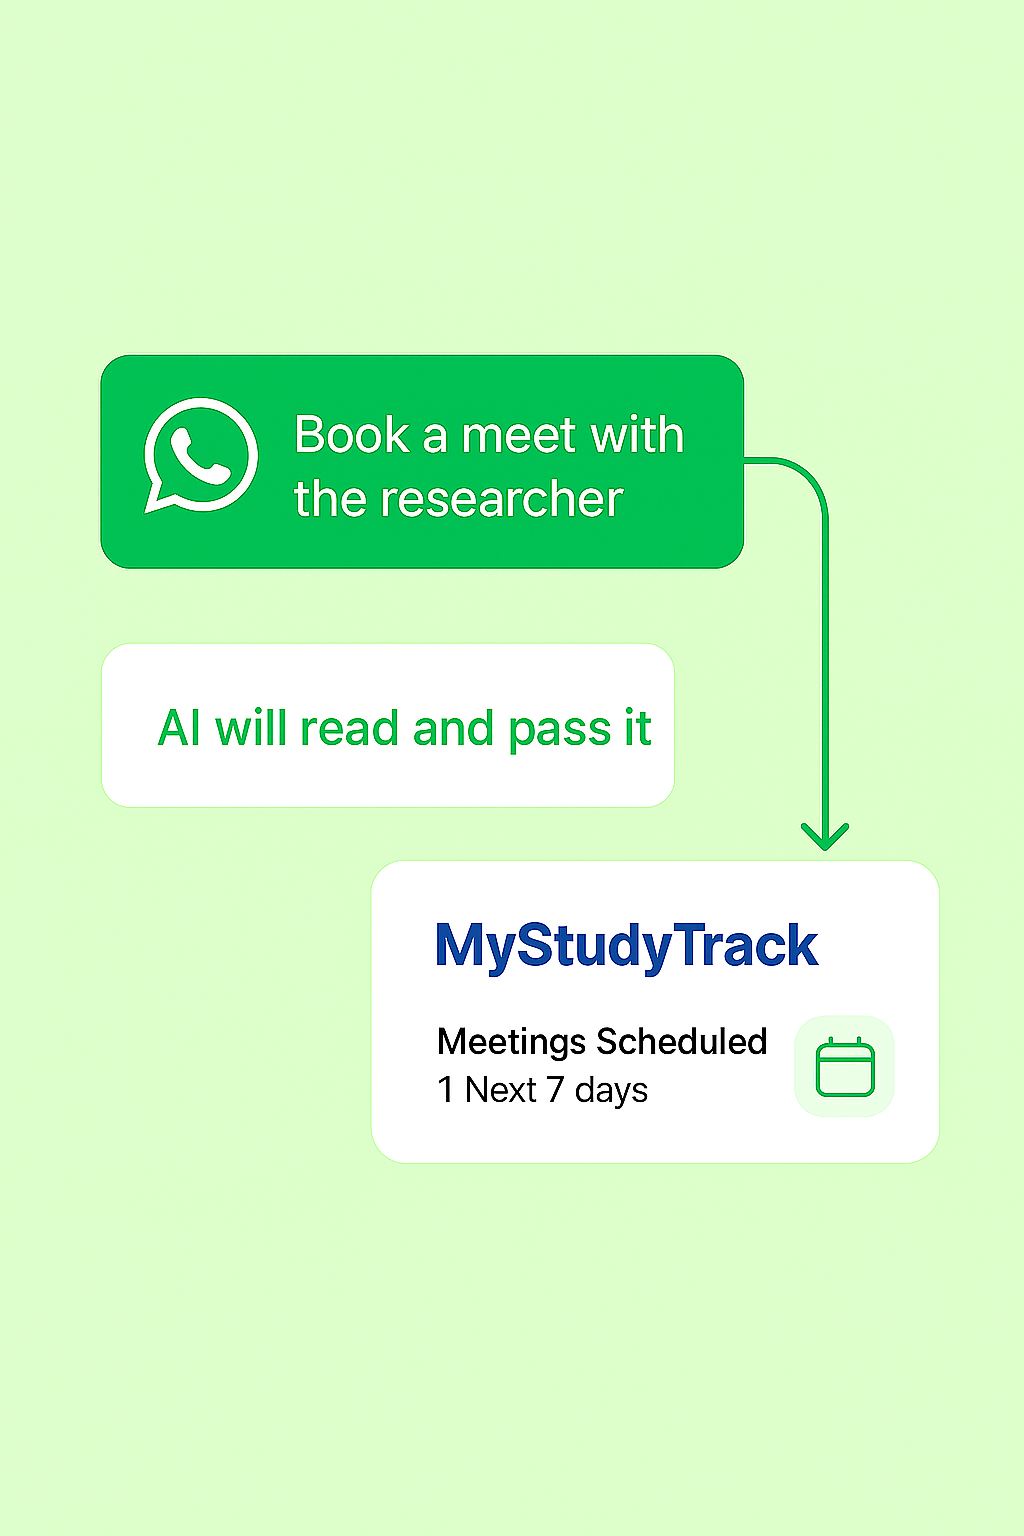 Book a meet with
the researcher
AI will read and pass it
MyStudyTrack
Meetings Scheduled
1 Next 7 days